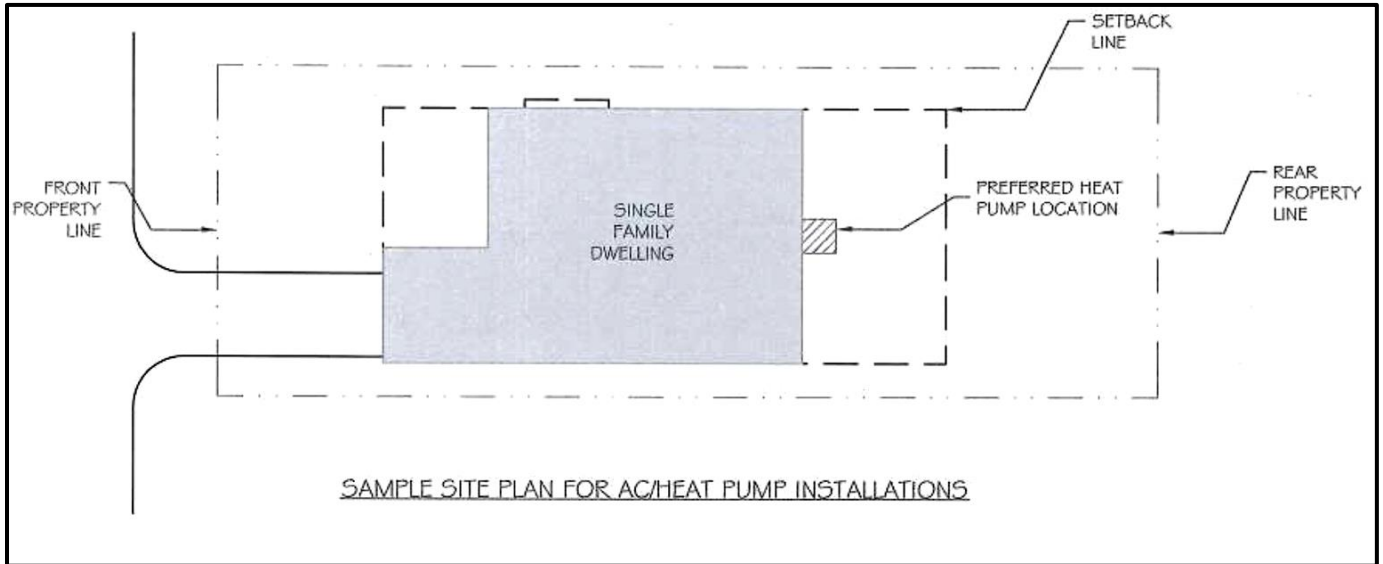 SETBACK
LINE
FRONT
PROPERTY
LINE
SINGLE
FAMILY
DWELLING
PREFERRED HEAT
PUMP LOCATION
REAR
PROPERTY
LINE
SAMPLE SITE PLAN FOR AC/HEAT PUMP INSTALLATIONS